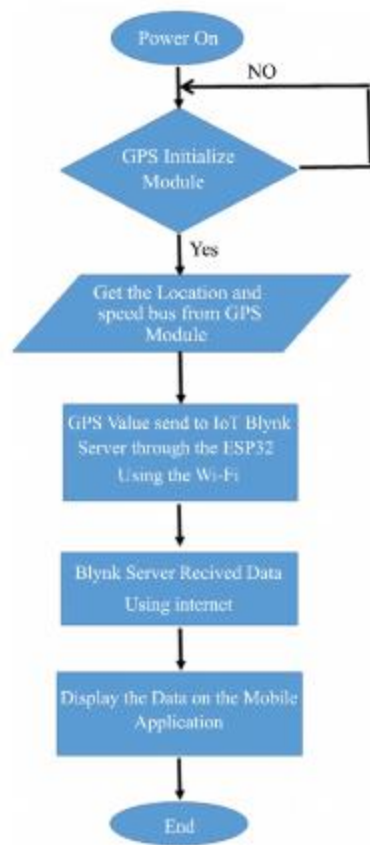 Power On
NO
GPS Initialize
Module
Yes
Get the Location and
speed bus from GPS
Module
GPS Value send to IoT Blynk
Server through the ESP32
Using the Wi-Fi
Blynk Server Recived Data
Using internet
Display the Data on the Mobile
Application
End